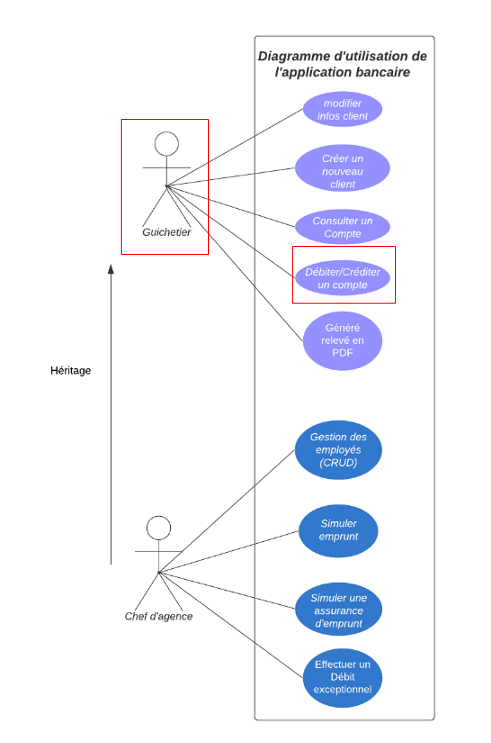 Diagramme d'utilisation de
l'application bancaire
modifier
infos client
Créer un
nouveau
client
Guichetier
Consulter un
Compte
Débiter/Créditer
un compte
Généré
relevé en
PDF
Héritage
Gestion des
employés
(CRUD)
Simuler
emprunt
Chef d'agence
Simuler une
assurance
d'emprunt
Effectuer un
Débit
exceptionnel